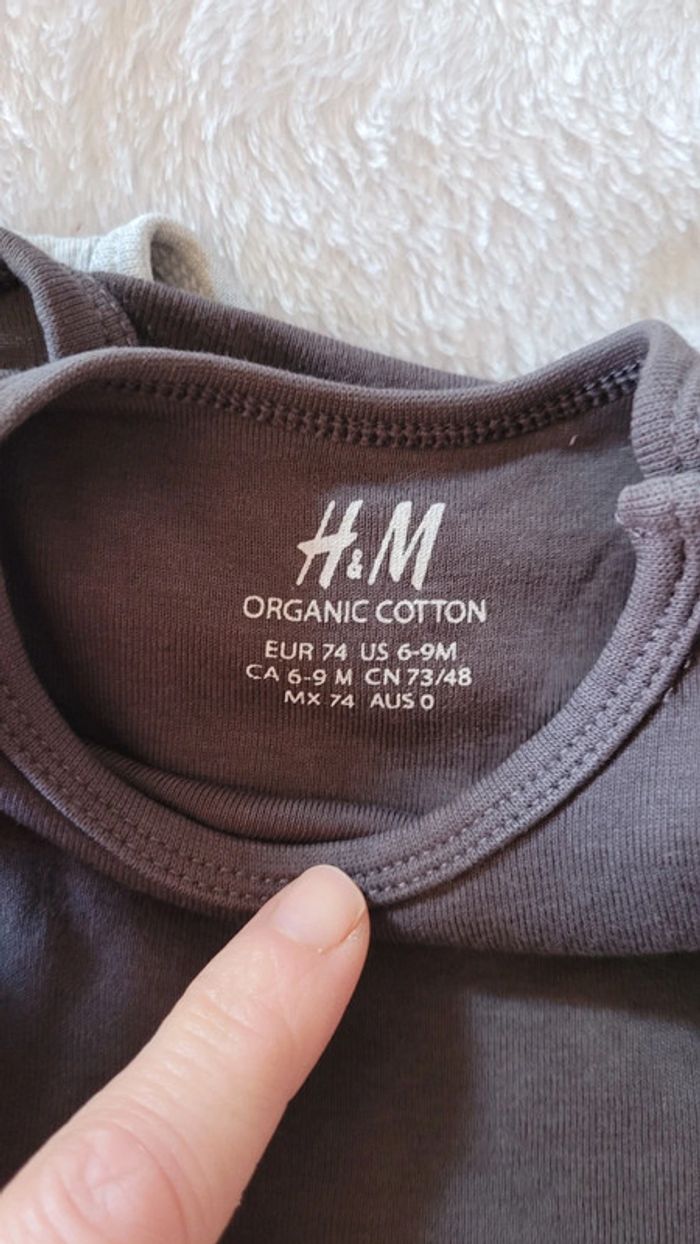 H&M
ORGANIC COTTON
EUR 74 US 6-9M
CA 6-9 M CN 73/48
MX 74 AUS 0